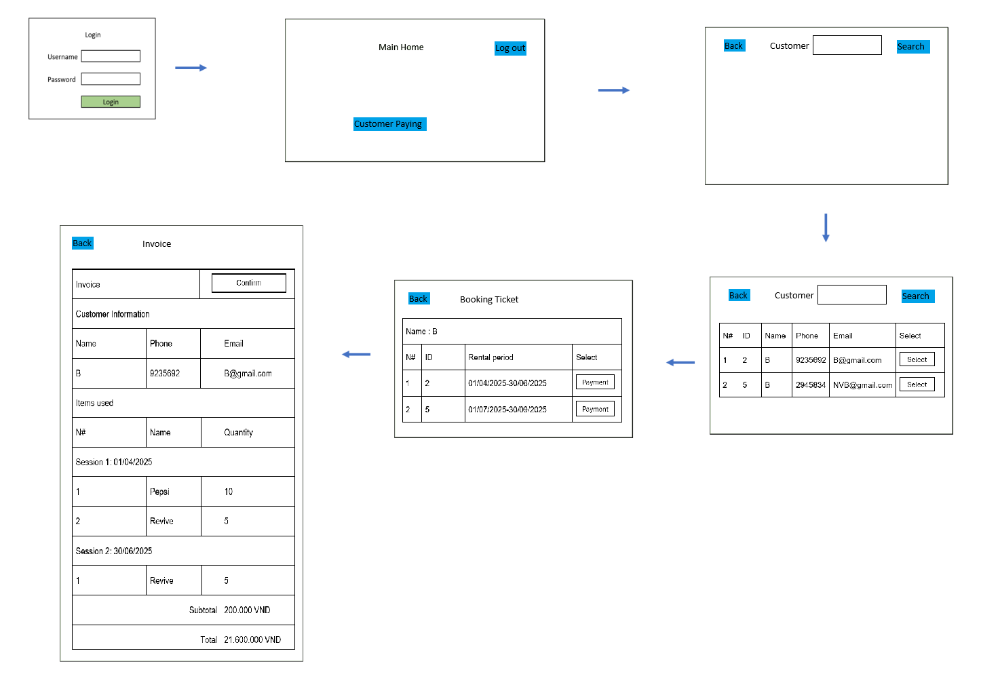 Login
Username
Password
Login
Main Home Log out
Customer Paying
Back Customer Search
Back Customer Search
N# ID Name Phone Email Select
1 2 B 9235692 B@gmail.com Select
2 5 B 2945834 NVB@gmail.com Select
Back Booking Ticket
Name : B
N# ID Rental period Select
1 2 01/04/2025-30/06/2025 Payment
2 5 01/07/2025-30/09/2025 Payment
Back Invoice
Invoice Confirm
Customer Information
Name Phone Email
B 9235692 B@gmail.com
Items used
N# Name Quantity
Session 1: 01/04/2025
1 Pepsi 10
2 Revive 5
Session 2: 30/06/2025
1 Revive 5
Subtotal 200.000 VND
Total 21.600.000 VND